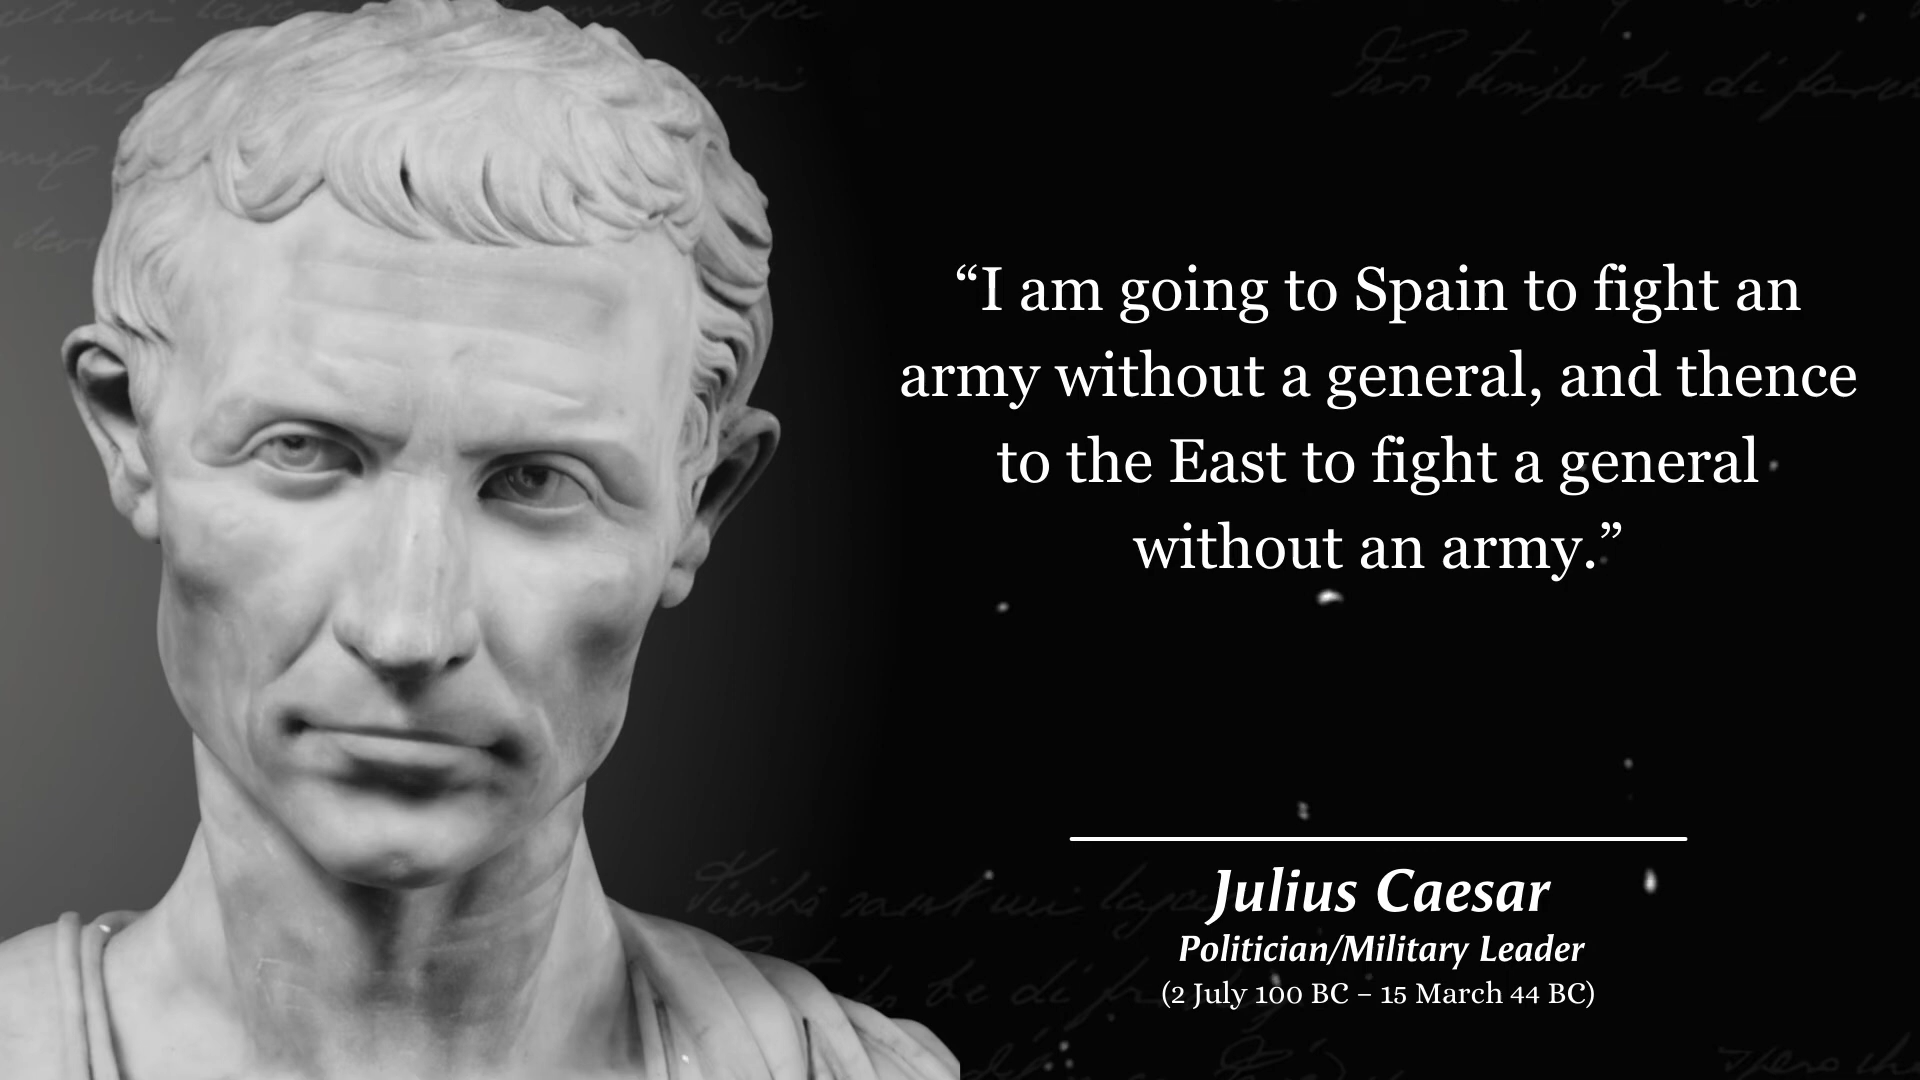 “I am going to Spain to fight an
army without a general, and thence
to the East to fight a general
without an army.”
Julius Caesar
Politician/Military Leader
(2 July 100 BC – 15 March 44 BC)